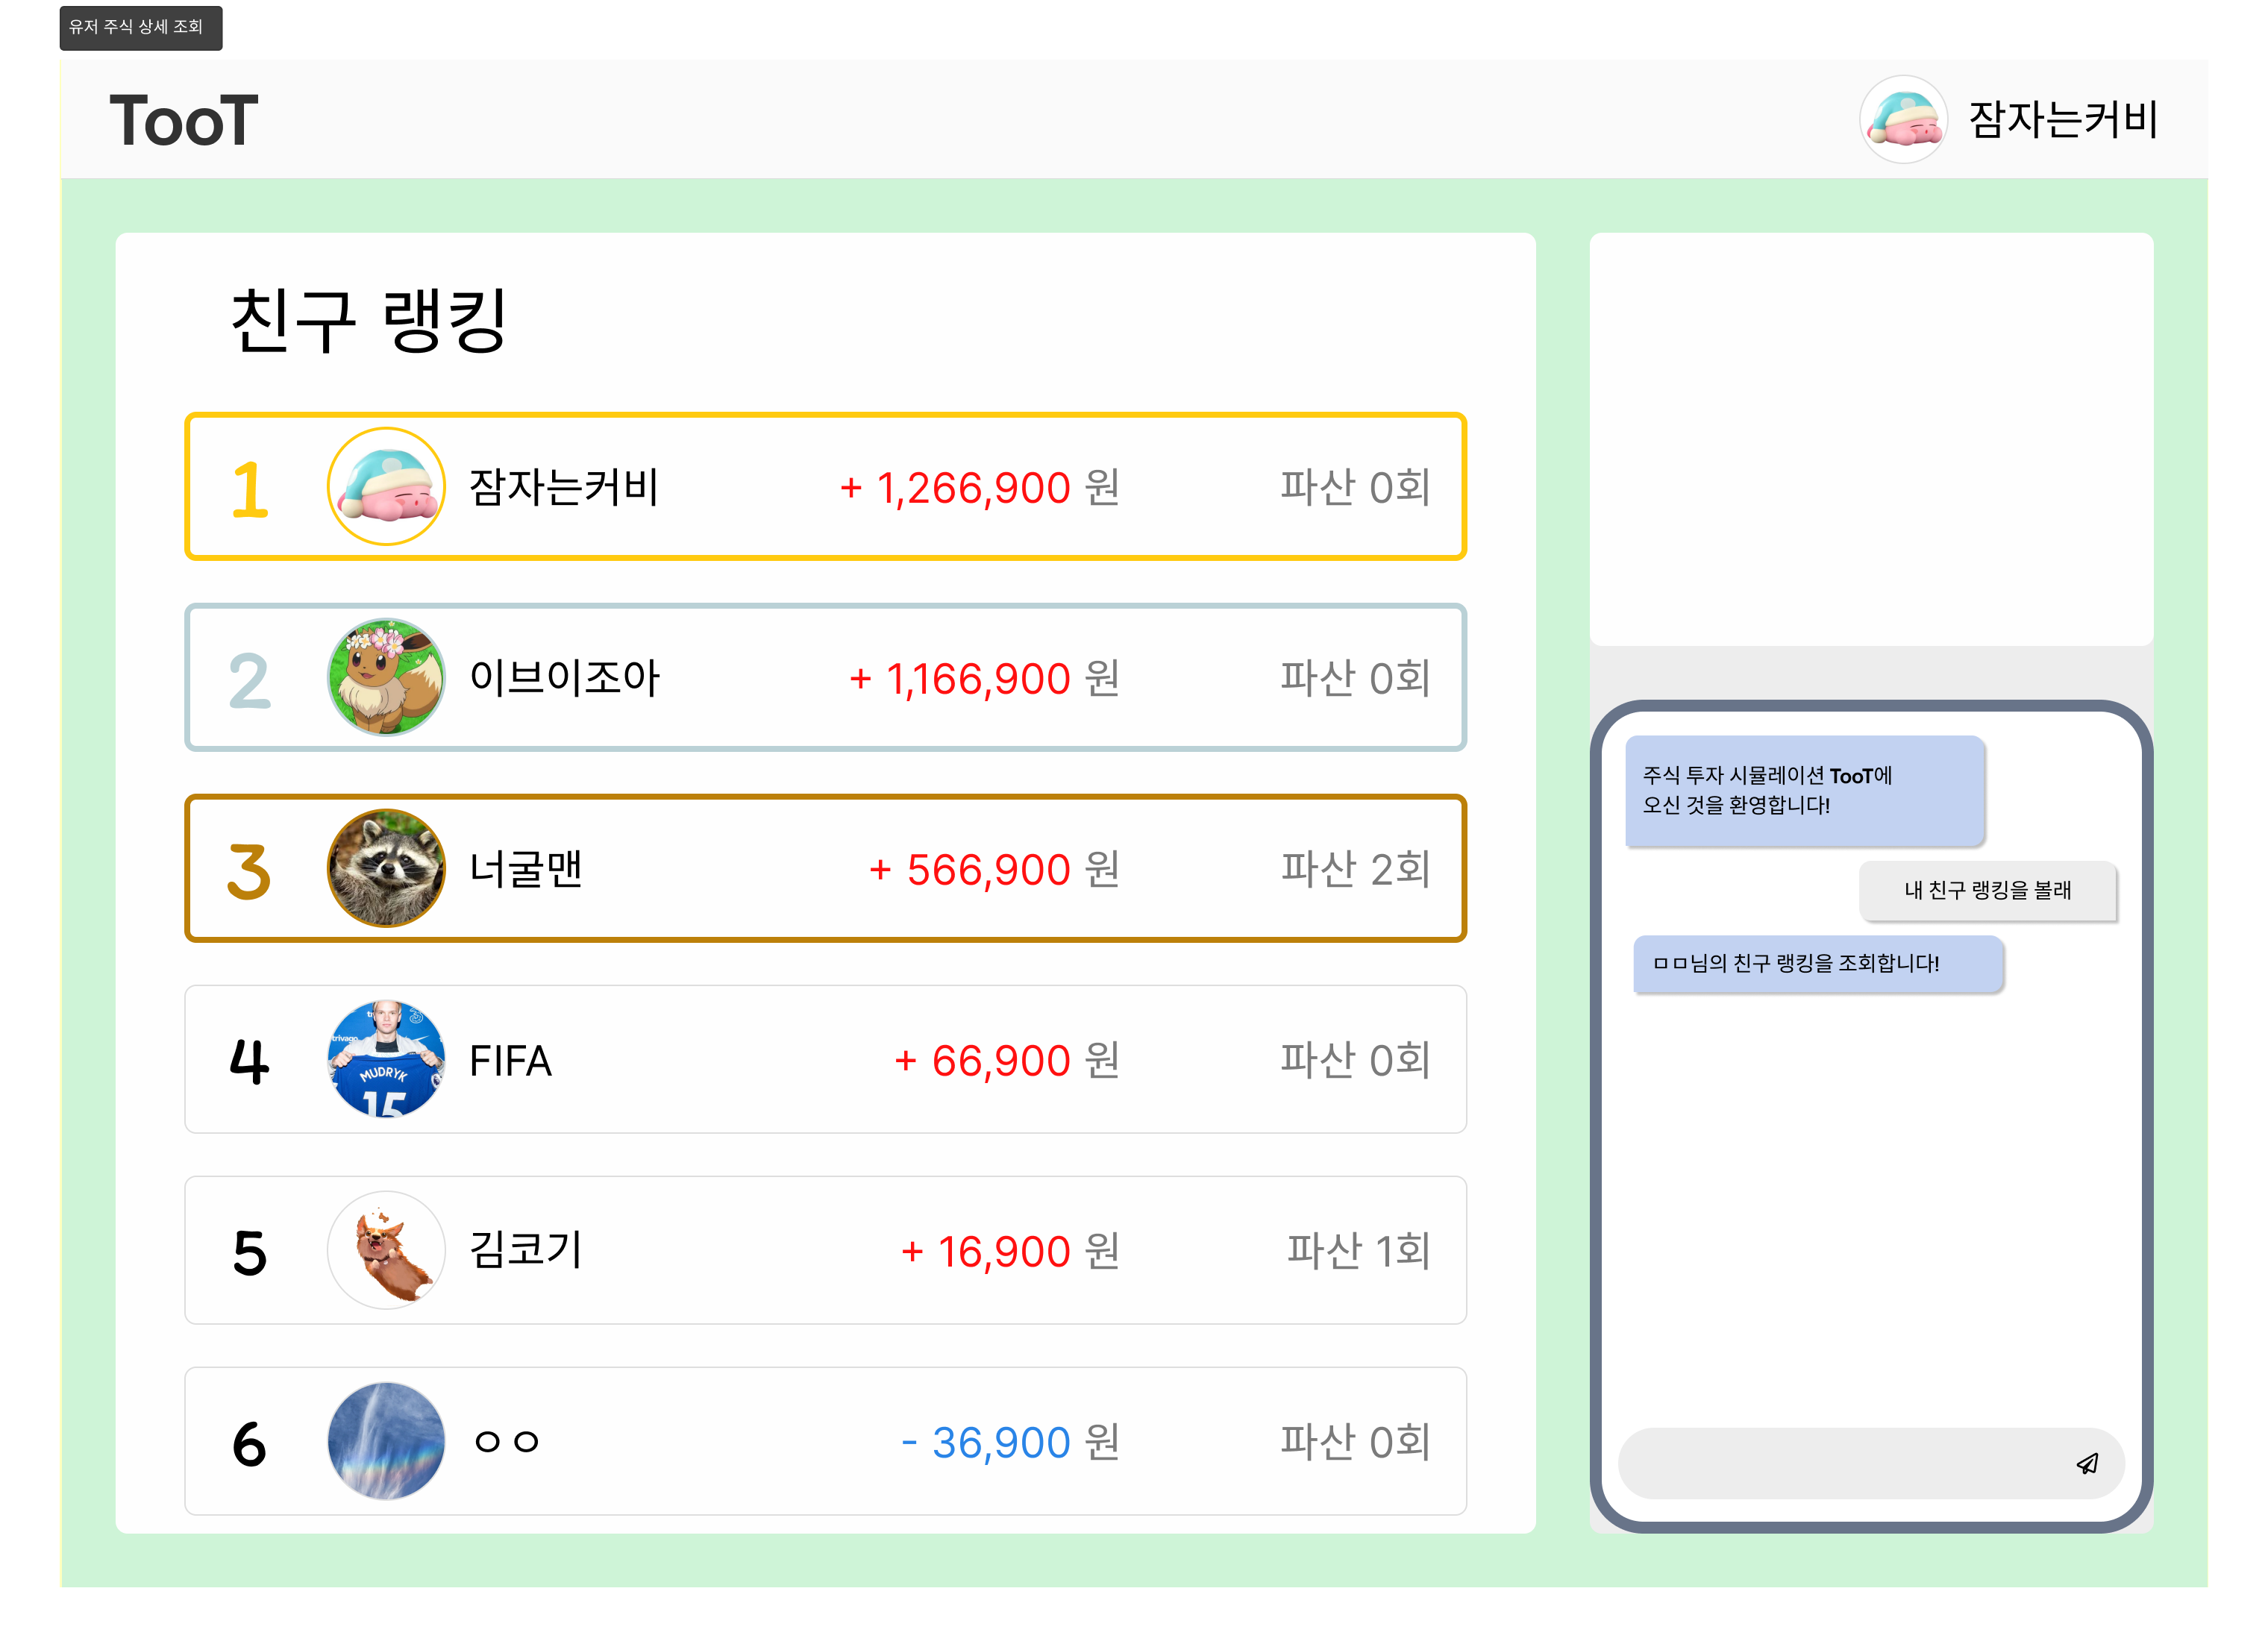 유저 주식 상세 조회
TooT
잠자는커비
친구 랭킹
1 잠자는커비 + 1,266,900 원 파산 0회
2 이브이조아 + 1,166,900 원 파산 0회
3 너굴맨 + 566,900 원 파산 2회
4 FIFA + 66,900 원 파산 0회
trivago
3
MUDRYK
15
5 김코기 + 16,900 원 파산 1회
6 ㅇㅇ - 36,900 원 파산 0회
주식 투자 시뮬레이션 TooT에
오신 것을 환영합니다!
내 친구 랭킹을 볼래
ㅁㅁ님의 친구 랭킹을 조회합니다!